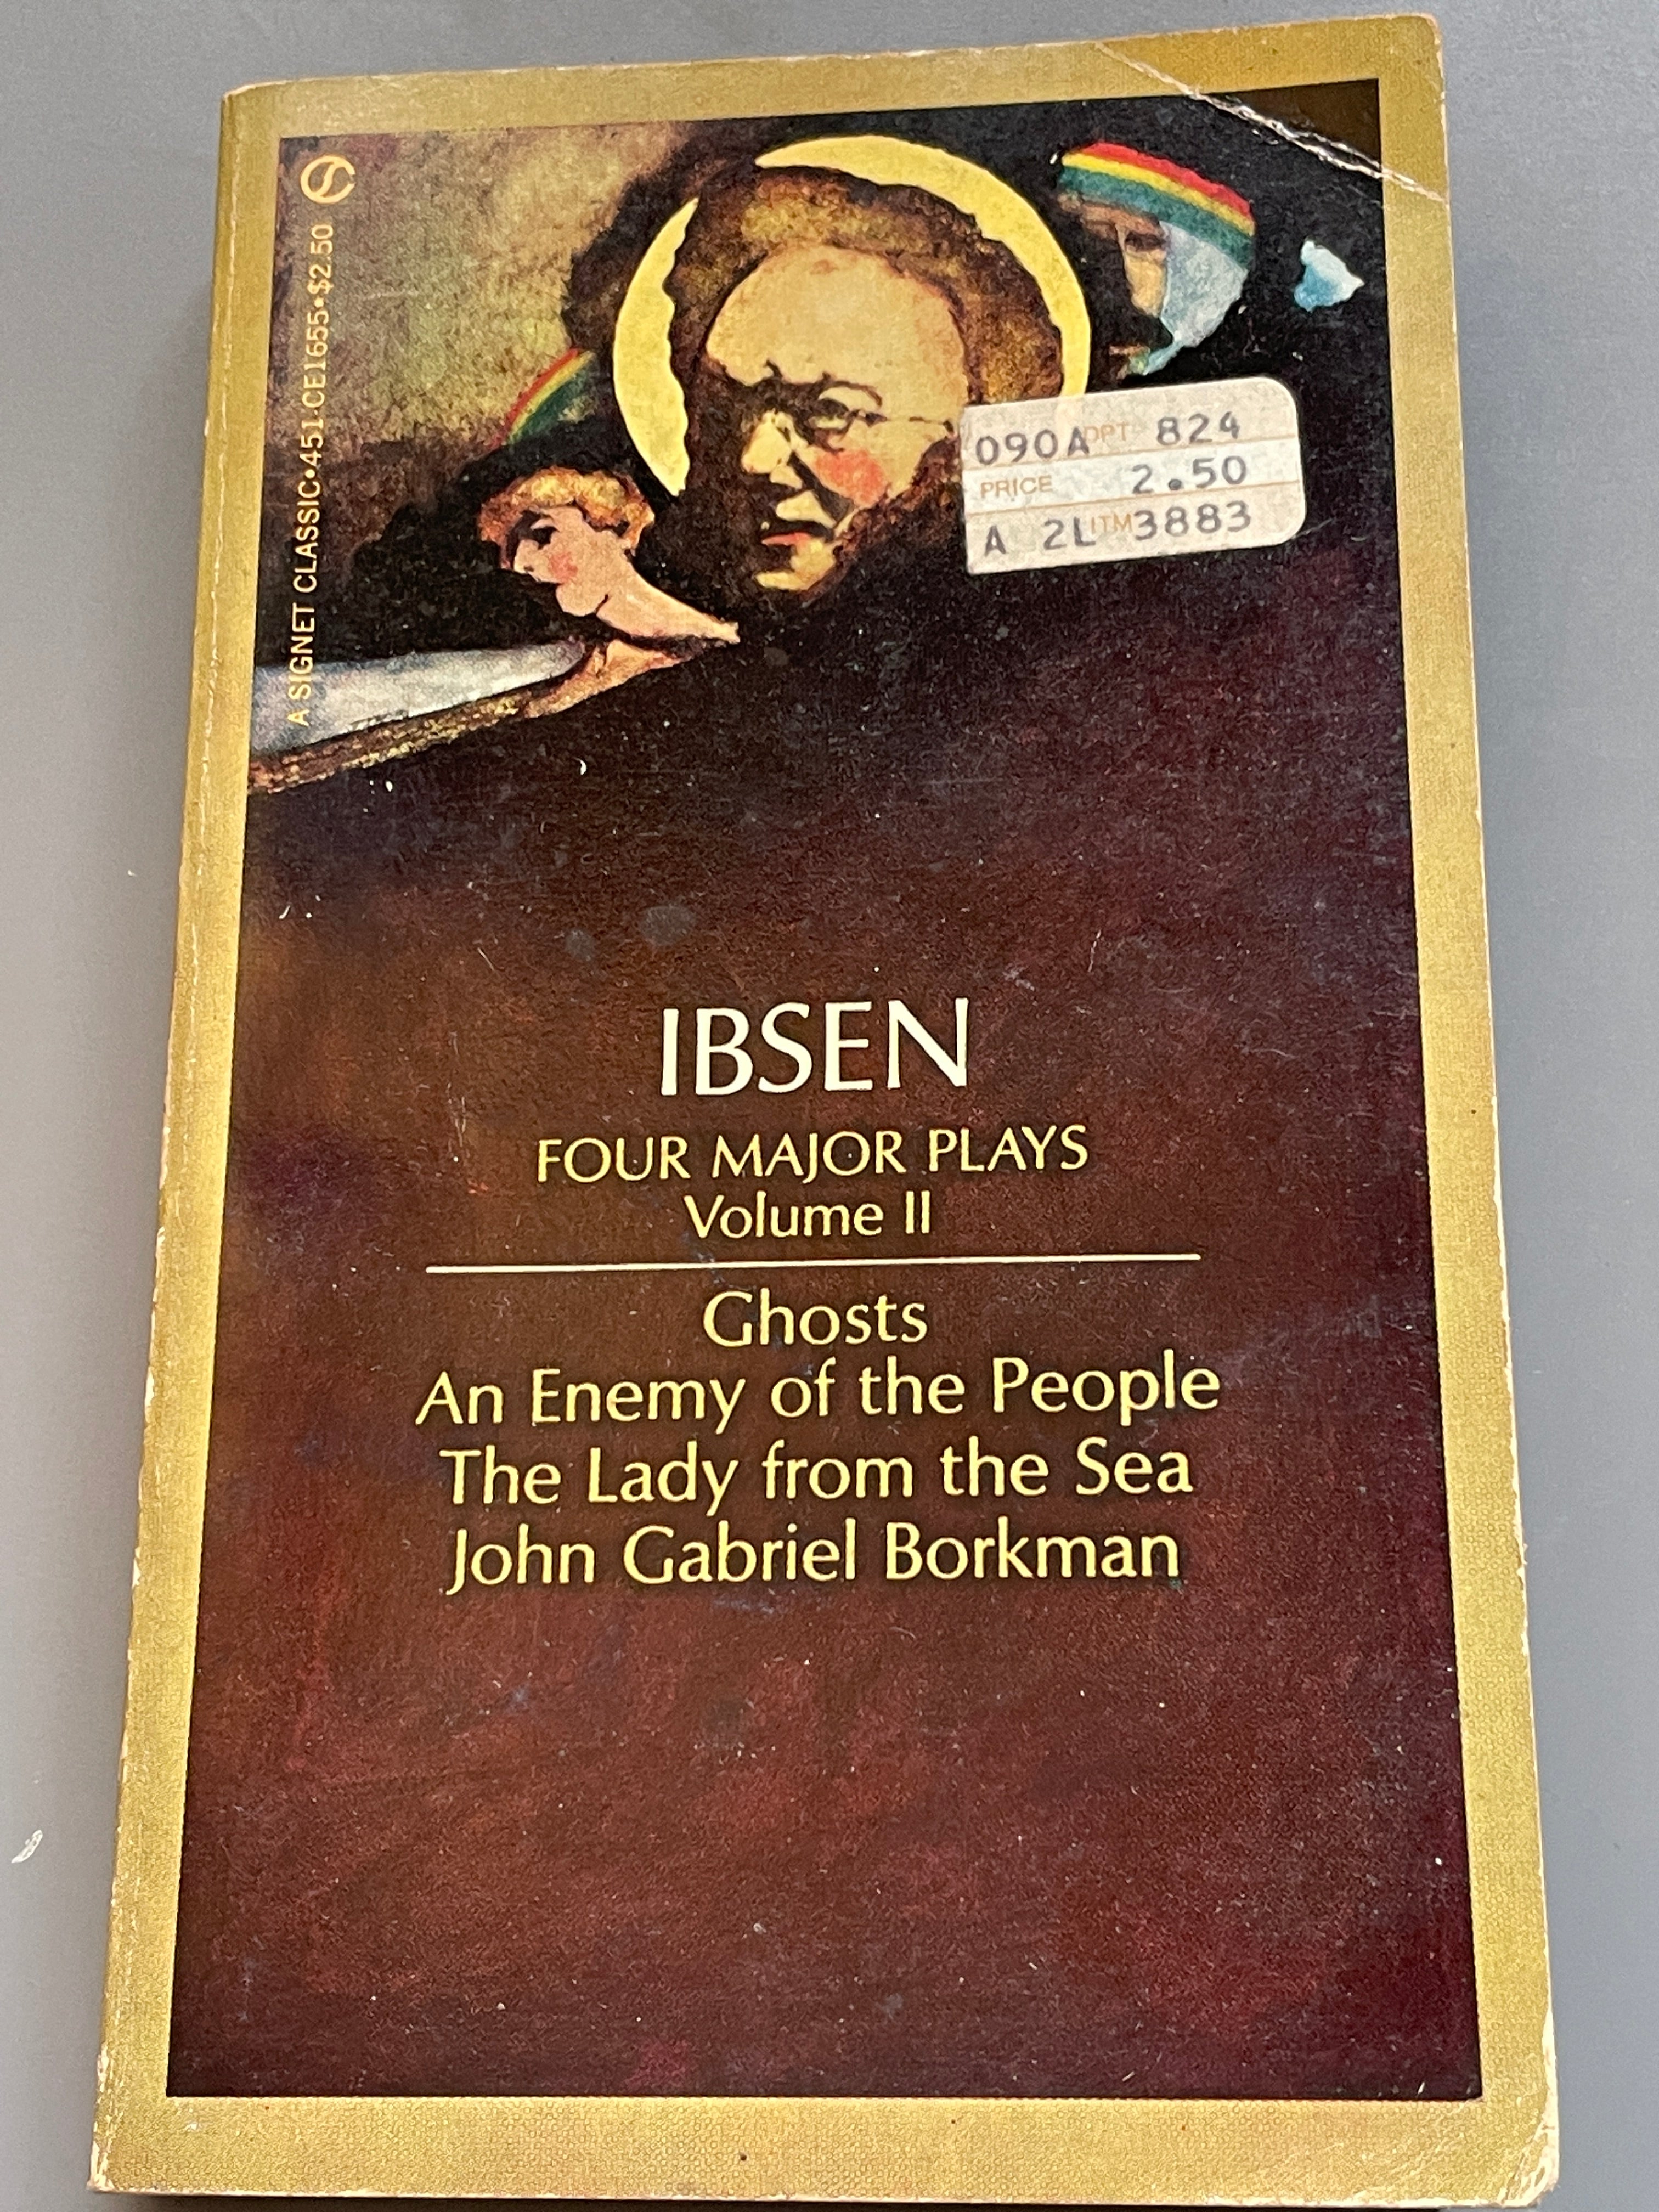 A SIGNET CLASSIC•451-CE1655•$2.50
090A DPT 824
PRICE 2.50
A 2L ITM 3883
IBSEN
FOUR MAJOR PLAYS
Volume II
Ghosts
An Enemy of the People
The Lady from the Sea
John Gabriel Borkman